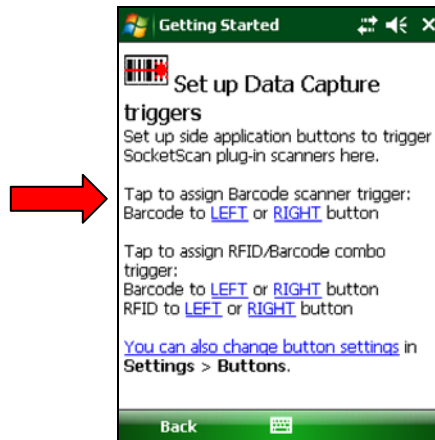 Getting Started
Set up Data Capture
triggers
Set up side application buttons to trigger
SocketScan plug-in scanners here.
Tap to assign Barcode scanner trigger:
Barcode to LEFT or RIGHT button
Tap to assign RFID/Barcode combo
trigger:
Barcode to LEFT or RIGHT button
RFID to LEFT or RIGHT button
You can also change button settings in
Settings > Buttons.
Back